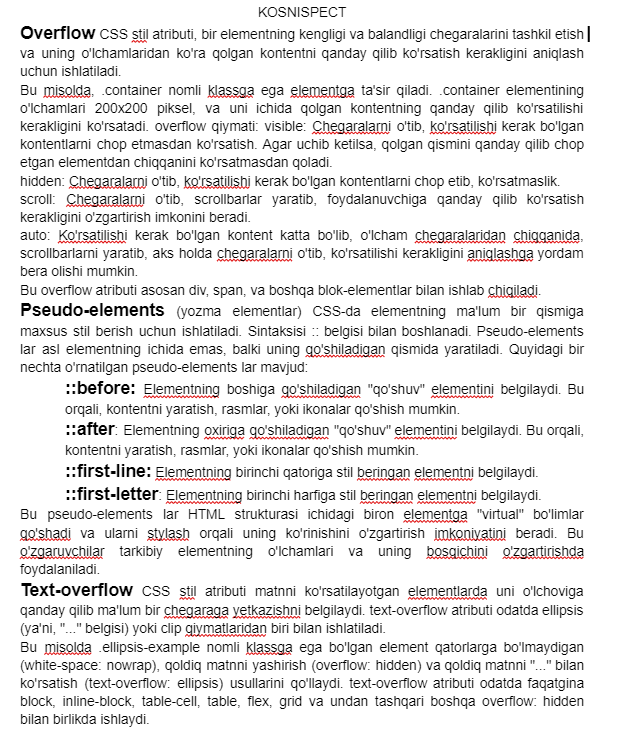 KOSNISPECT
Overflow CSS stil atributi, bir elementning kengligi va balandligi chegaralarini tashkil etish
va uning o'lchamlaridan ko'ra qolgan kontentni qanday qilib ko'rsatish kerakligini aniqlash
uchun ishlatiladi.
Bu misolda, .container nomli klassga ega elementga ta'sir qiladi. .container elementining
o'lchamlari 200x200 piksel, va uni ichida qolgan kontentning qanday qilib ko'rsatilishi
kerakligini ko'rsatadi. overflow qiymati: visible: Chegaralarni o'tib, ko'rsatilishi kerak bo'lgan
kontentlarni chop etmasdan ko'rsatish. Agar uchib ketilsa, qolgan qismini qanday qilib chop
etgan elementdan chiqqanini ko'rsatmasdan qoladi.
hidden: Chegaralarni o'tib, ko'rsatilishi kerak bo'lgan kontentlarni chop etib, ko'rsatmaslik.
scroll: Chegaralarni o'tib, scrollbarlar yaratib, foydalanuvchiga qanday qilib ko'rsatish
kerakligini o'zgartirish imkonini beradi.
auto: Ko'rsatilishi kerak bo'lgan kontent katta bo'lib, o'lcham chegaralaridan chiqqanida,
scrollbarlarni yaratib, aks holda chegaralarni o'tib, ko'rsatilishi kerakligini aniqlashga yordam
bera olishi mumkin.
Bu overflow atributi asosan div, span, va boshqa blok-elementlar bilan ishlab chiqiladi.
Pseudo-elements (yozma elementlar) CSS-da elementning ma'lum bir qismiga
maxsus stil berish uchun ishlatiladi. Sintaksisi :: belgisi bilan boshlanadi. Pseudo-elements
lar asl elementning ichida emas, balki uning qo'shiladigan qismida yaratiladi. Quyidagi bir
nechta o'rnatilgan pseudo-elements lar mavjud:
::before: Elementning boshiga qo'shiladigan "qo'shuv" elementini belgilaydi. Bu
orqali, kontentni yaratish, rasmlar, yoki ikonalar qo'shish mumkin.
::after: Elementning oxiriga qo'shiladigan "qo'shuv" elementini belgilaydi. Bu orqali,
kontentni yaratish, rasmlar, yoki ikonalar qo'shish mumkin.
::first-line: Elementning birinchi qatoriga stil beringan elementni belgilaydi.
::first-letter: Elementning birinchi harfiga stil beringan elementni belgilaydi.
Bu pseudo-elements lar HTML strukturasi ichidagi biron elementga "virtual" bo'limlar
qo'shadi va ularni stylash orqali uning ko'rinishini o'zgartirish imkoniyatini beradi. Bu
o'zgaruvchilar tarkibiy elementning o'lchamlari va uning bosqichini o'zgartirishda
foydalaniladi.
Text-overflow CSS stil atributi matnni ko'rsatilayotgan elementlarda uni o'lchoviga
qanday qilib ma'lum bir chegaraga yetkazishni belgilaydi. text-overflow atributi odatda ellipsis
(ya'ni, "..." belgisi) yoki clip qiymatlaridan biri bilan ishlatiladi.
Bu misolda .ellipsis-example nomli klassga ega bo'lgan element qatorlarga bo'lmaydigan
(white-space: nowrap), qoldiq matnni yashirish (overflow: hidden) va qoldiq matnni "..." bilan
ko'rsatish (text-overflow: ellipsis) usullarini qo'llaydi. text-overflow atributi odatda faqatgina
block, inline-block, table-cell, table, flex, grid va undan tashqari boshqa overflow: hidden
bilan birlikda ishlaydi.